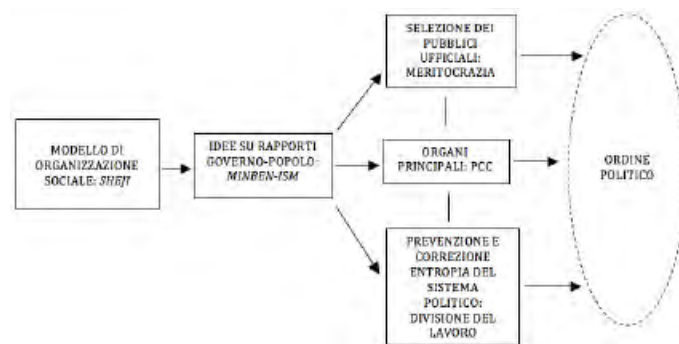 MODELLO DI
ORGANIZZAZIONE
SOCIALE: SHEJI
IDEE SU RAPPORTI
GOVERNO-POPOLO:
MINBEN-ISM
SELEZIONE DEI
PUBBLICI
UFFICIALI:
MERITOCRAZIA
ORGANI
PRINCIPALI: PCC
PREVENZIONE E
CORREZIONE
ENTROPIA DEL
SISTEMA
POLITICO:
DIVISIONE DEL
LAVORO
ORDINE
POLITICO